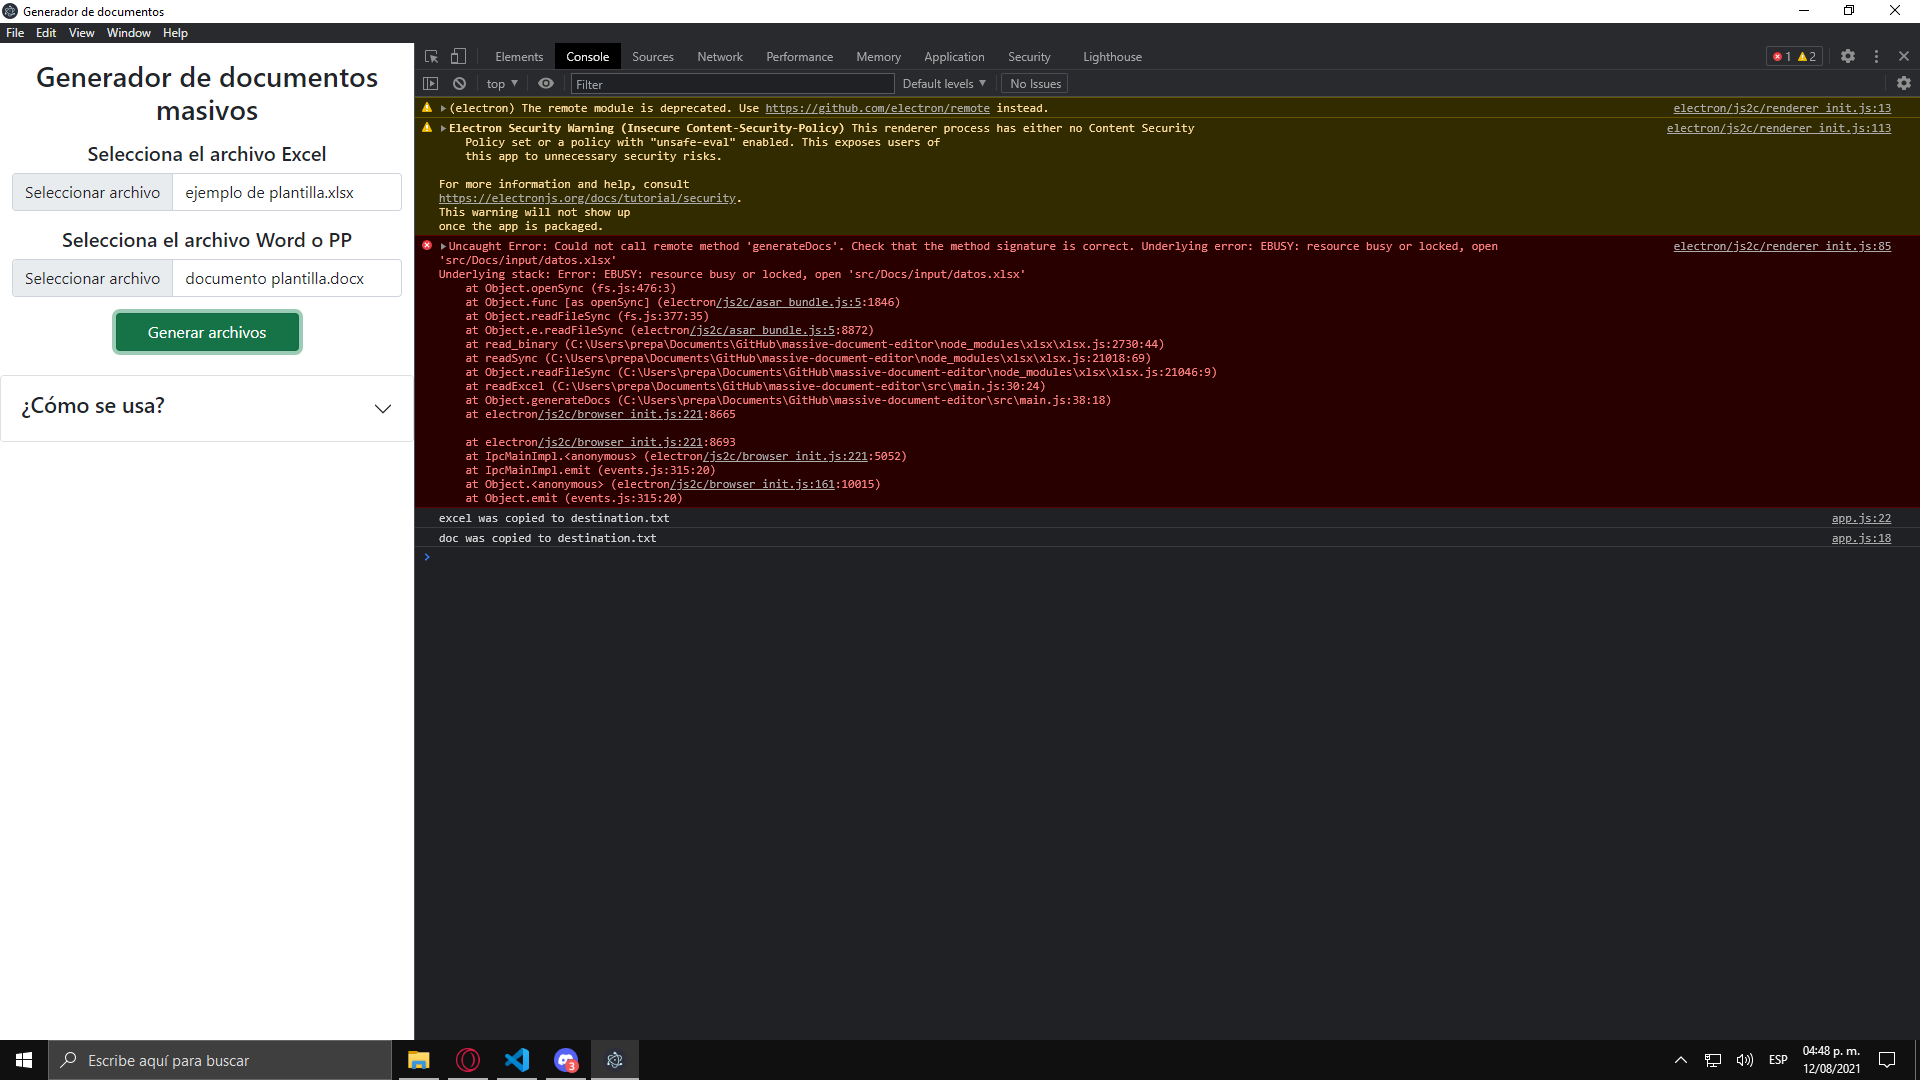 Generador de documentos
File Edit View Window Help
Generador de documentos
masivos
Selecciona el archivo Excel
Seleccionar archivo ejemplo de plantilla.xlsx
Selecciona el archivo Word o PP
Seleccionar archivo documento plantilla.docx
Generar archivos
¿Cómo se usa?
Elements Console Sources Network Performance Memory Application Security Lighthouse 1 2
top Filter Default levels No Issues
(electron) The remote module is deprecated. Use https://github.com/electron/remote instead. electron/js2c/renderer_init.js:13
Electron Security Warning (Insecure Content-Security-Policy) This renderer process has either no Content Security electron/js2c/renderer_init.js:113
Policy set or a policy with "unsafe-eval" enabled. This exposes users of
this app to unnecessary security risks.
For more information and help, consult
https://electronjs.org/docs/tutorial/security.
This warning will not show up
once the app is packaged.
Uncaught Error: Could not call remote method 'generateDocs'. Check that the method signature is correct. Underlying error: EBUSY: resource busy or locked, open electron/js2c/renderer_init.js:85
'src/Docs/input/datos.xlsx'
Underlying stack: Error: EBUSY: resource busy or locked, open 'src/Docs/input/datos.xlsx'
at Object.openSync (fs.js:476:3)
at Object.func [as openSync] (electron/js2c/asar_bundle.js:5:1846)
at Object.readFileSync (fs.js:377:35)
at Object.e.readFileSync (electron/js2c/asar_bundle.js:5:8872)
at read_binary (C:\Users\prepa\Documents\GitHub\massive-document-editor\node_modules\xlsx\xlsx.js:2730:44)
at readSync (C:\Users\prepa\Documents\GitHub\massive-document-editor\node_modules\xlsx\xlsx.js:21018:69)
at Object.readFileSync (C:\Users\prepa\Documents\GitHub\massive-document-editor\node_modules\xlsx\xlsx.js:21046:9)
at readExcel (C:\Users\prepa\Documents\GitHub\massive-document-editor\src\main.js:30:24)
at Object.generateDocs (C:\Users\prepa\Documents\GitHub\massive-document-editor\src\main.js:38:18)
at electron/js2c/browser_init.js:221:8665
at electron/js2c/browser_init.js:221:8693
at IpcMainImpl.<anonymous> (electron/js2c/browser_init.js:221:5052)
at IpcMainImpl.emit (events.js:315:20)
at Object.<anonymous> (electron/js2c/browser_init.js:161:10015)
at Object.emit (events.js:315:20)
excel was copied to destination.txt app.js:22
doc was copied to destination.txt app.js:18
Escribe aquí para buscar
3
ESP
04:48 p. m.
12/08/2021